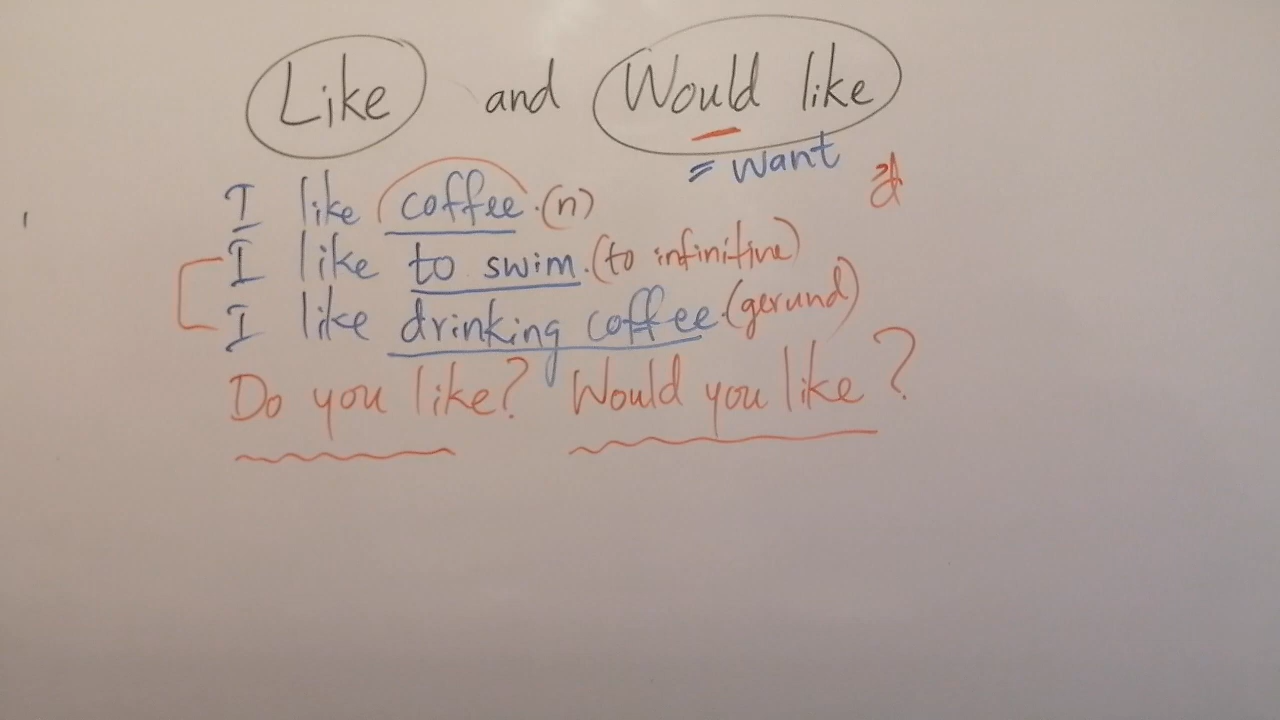 Like and Would like
= want
I like coffee. (n)
I like to swim. (to infinitive)
I like drinking coffee. (gerund)
Do you like? Would you like?